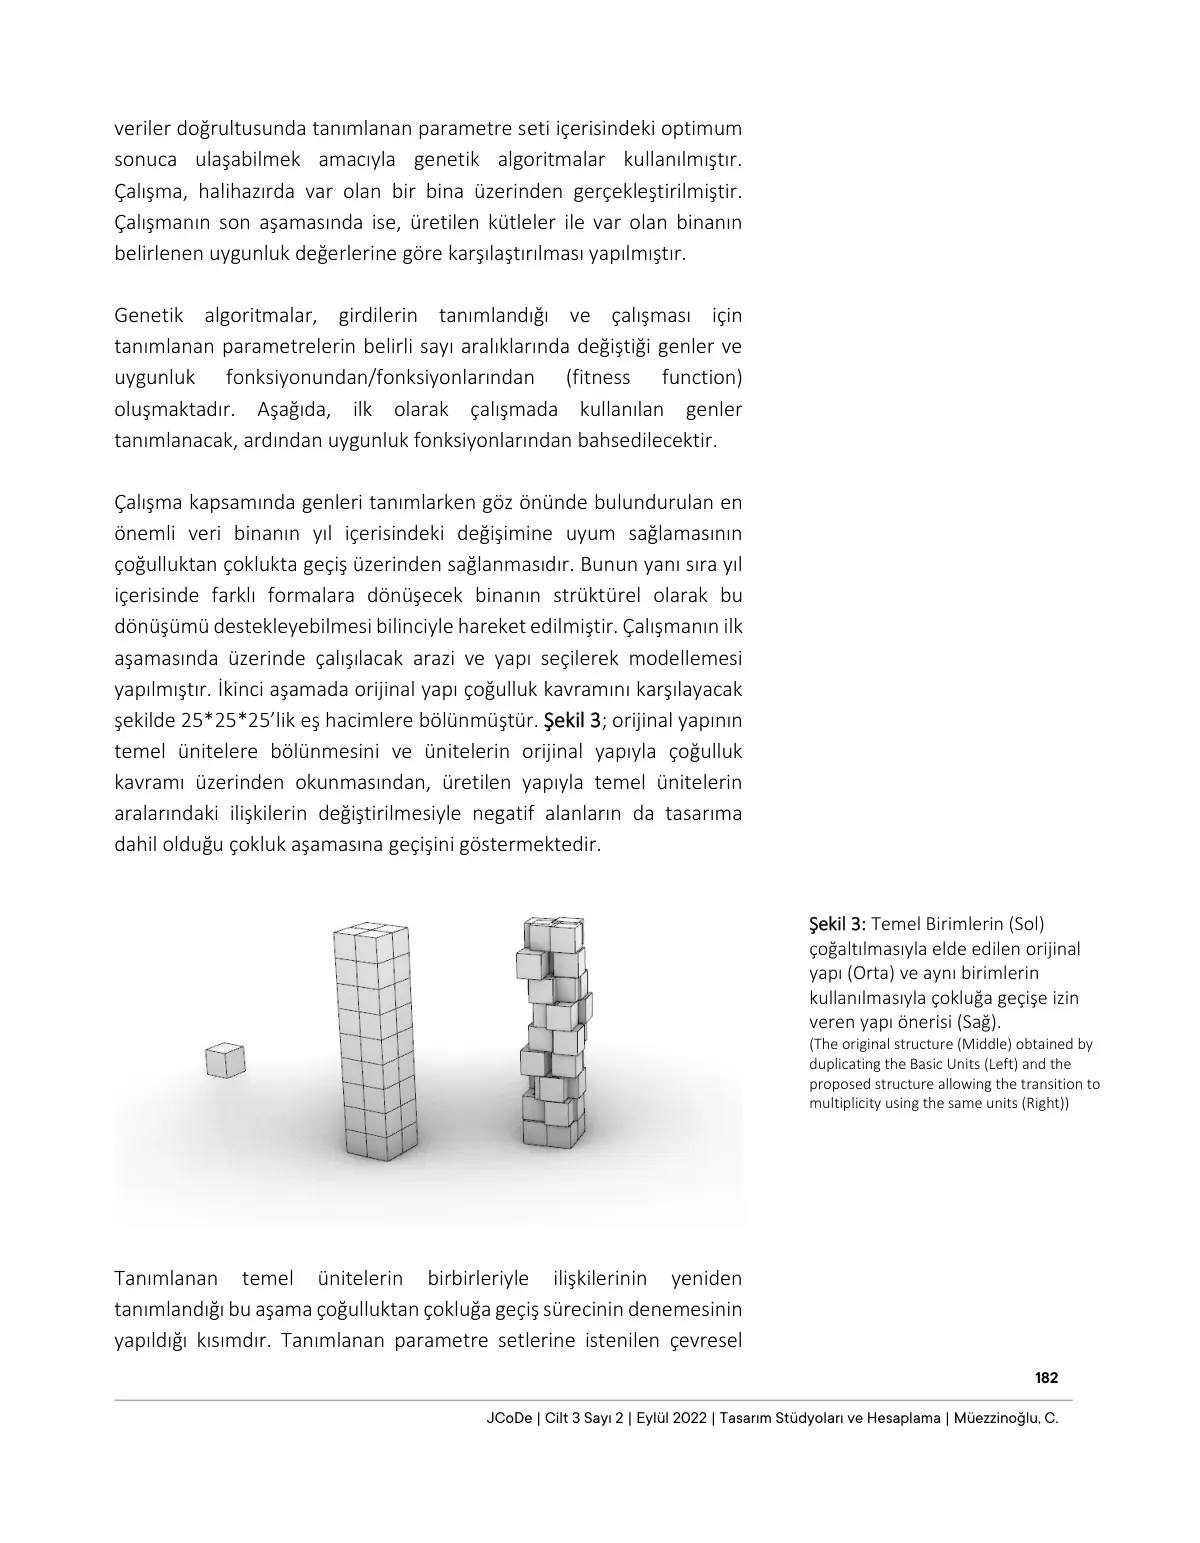 veriler doğrultusunda tanımlanan parametre seti içerisindeki optimum
sonuca ulaşabilmek amacıyla genetik algoritmalar kullanılmıştır.
Çalışma, halihazırda var olan bir bina üzerinden gerçekleştirilmiştir.
Çalışmanın son aşamasında ise, üretilen kütleler ile var olan binanın
belirlenen uygunluk değerlerine göre karşılaştırılması yapılmıştır.
Genetik algoritmalar, girdilerin tanımlandığı ve çalışması için
tanımlanan parametrelerin belirli sayı aralıklarında değiştiği genler ve
uygunluk fonksiyonundan/fonksiyonlarından (fitness function)
oluşmaktadır. Aşağıda, ilk olarak çalışmada kullanılan genler
tanımlanacak, ardından uygunluk fonksiyonlarından bahsedilecektir.
Çalışma kapsamında genleri tanımlarken göz önünde bulundurulan en
önemli veri binanın yıl içerisindeki değişimine uyum sağlamasının
çoğulluktan çoklukta geçiş üzerinden sağlanmasıdır. Bunun yanı sıra yıl
içerisinde farklı formalara dönüşecek binanın strüktürel olarak bu
dönüşümü destekleyebilmesi bilinciyle hareket edilmiştir. Çalışmanın ilk
aşamasında üzerinde çalışılacak arazi ve yapı seçilerek modellemesi
yapılmıştır. İkinci aşamada orijinal yapı çoğulluk kavramını karşılayacak
şekilde 25*25*25’lik eş hacimlere bölünmüştür. Şekil 3; orijinal yapının
temel ünitelere bölünmesini ve ünitelerin orijinal yapıyla çoğulluk
kavramı üzerinden okunmasından, üretilen yapıyla temel ünitelerin
aralarındaki ilişkilerin değiştirilmesiyle negatif alanların da tasarıma
dahil olduğu çokluk aşamasına geçişini göstermektedir.
Şekil 3: Temel Birimlerin (Sol)
çoğaltılmasıyla elde edilen orijinal
yapı (Orta) ve aynı birimlerin
kullanılmasıyla çokluğa geçişe izin
veren yapı önerisi (Sağ).
(The original structure (Middle) obtained by
duplicating the Basic Units (Left) and the
proposed structure allowing the transition to
multiplicity using the same units (Right))
Tanımlanan temel ünitelerin birbirleriyle ilişkilerinin yeniden
tanımlandığı bu aşama çoğulluktan çokluğa geçiş sürecinin denemesinin
yapıldığı kısımdır. Tanımlanan parametre setlerine istenilen çevresel
182
JCoDe | Cilt 3 Sayı 2 | Eylül 2022 | Tasarım Stüdyoları ve Hesaplama | Müezzinoğlu, C.